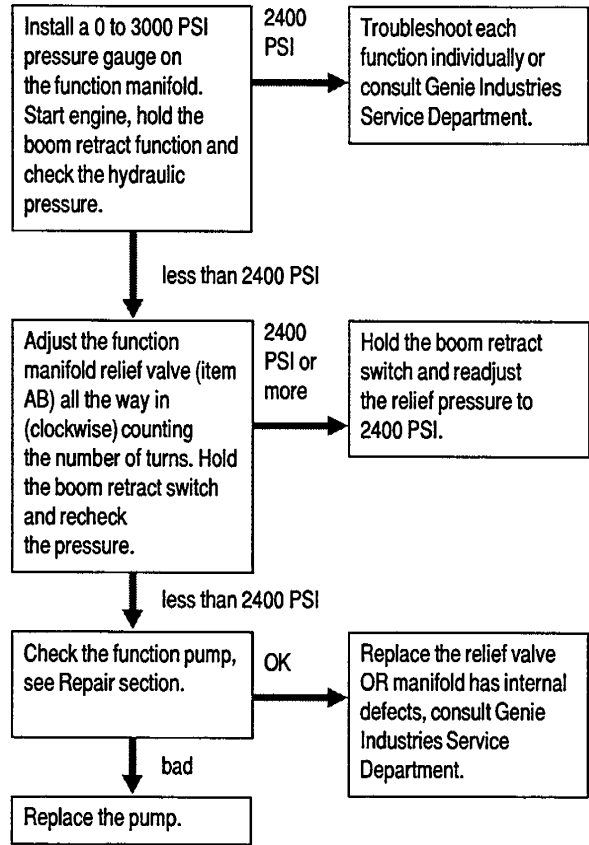 Install a 0 to 3000 PSI
pressure gauge on
the function manifold.
Start engine, hold the
boom retract function and
check the hydraulic
pressure.
2400
PSI
Troubleshoot each
function individually or
consult Genie Industries
Service Department.
less than 2400 PSI
Adjust the function
manifold relief valve (item
AB) all the way in
(clockwise) counting
the number of turns. Hold
the boom retract switch
and recheck
the pressure.
2400
PSI or
more
Hold the boom retract
switch and readjust
the relief pressure to
2400 PSI.
less than 2400 PSI
Check the function pump,
see Repair section.
OK
Replace the relief valve
OR manifold has internal
defects, consult Genie
Industries Service
Department.
bad
Replace the pump.